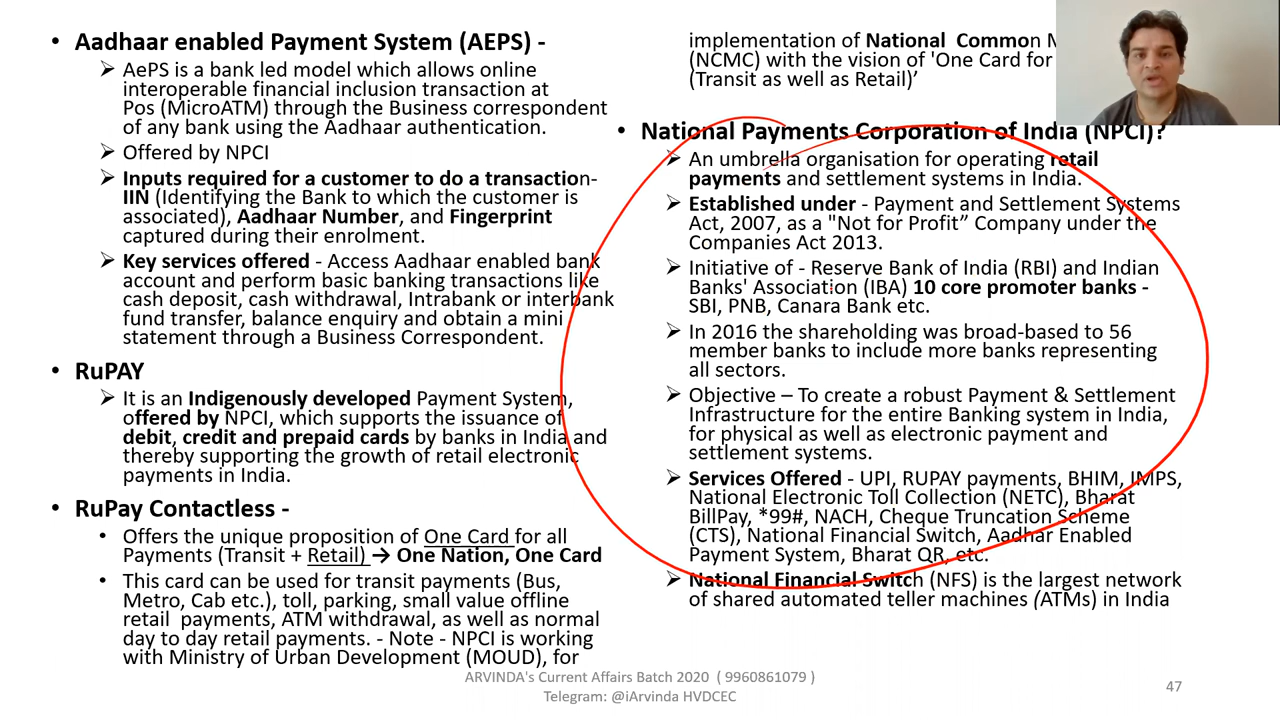 • Aadhaar enabled Payment System (AEPS) -
➢ AePS is a bank led model which allows online
interoperable financial inclusion transaction at
Pos (MicroATM) through the Business correspondent
of any bank using the Aadhaar authentication.
➢ Offered by NPCI
➢ Inputs required for a customer to do a transaction-
IIN (Identifying the Bank to which the customer is
associated), Aadhaar Number, and Fingerprint
captured during their enrolment.
➢ Key services offered - Access Aadhaar enabled bank
account and perform basic banking transactions like
cash deposit, cash withdrawal, Intrabank or interbank
fund transfer, balance enquiry and obtain a mini
statement through a Business Correspondent.
• RuPAY
➢ It is an Indigenously developed Payment System,
offered by NPCI, which supports the issuance of
debit, credit and prepaid cards by banks in India and
thereby supporting the growth of retail electronic
payments in India.
• RuPay Contactless -
• Offers the unique proposition of One Card for all
Payments (Transit + Retail) → One Nation, One Card
• This card can be used for transit payments (Bus,
Metro, Cab etc.), toll, parking, small value offline
retail payments, ATM withdrawal, as well as normal
day to day retail payments. - Note - NPCI is working
with Ministry of Urban Development (MOUD), for
implementation of National Common
(NCMC) with the vision of 'One Card for
(Transit as well as Retail)’
• National Payments Corporation of India (NPCI)?
➢ An umbrella organisation for operating retail
payments and settlement systems in India.
➢ Established under - Payment and Settlement Systems
Act, 2007, as a "Not for Profit” Company under the
Companies Act 2013.
➢ Initiative of - Reserve Bank of India (RBI) and Indian
Banks' Association (IBA) 10 core promoter banks -
SBI, PNB, Canara Bank etc.
➢ In 2016 the shareholding was broad-based to 56
member banks to include more banks representing
all sectors.
➢ Objective – To create a robust Payment & Settlement
Infrastructure for the entire Banking system in India,
for physical as well as electronic payment and
settlement systems.
➢ Services Offered - UPI, RUPAY payments, BHIM, IMPS,
National Electronic Toll Collection (NETC), Bharat
BillPay, *99#, NACH, Cheque Truncation Scheme
(CTS), National Financial Switch, Aadhar Enabled
Payment System, Bharat QR, etc.
➢ National Financial Switch (NFS) is the largest network
of shared automated teller machines (ATMs) in India
ARVINDA's Current Affairs Batch 2020 ( 9960861079 )
Telegram: @iArvinda HVDCEC
47